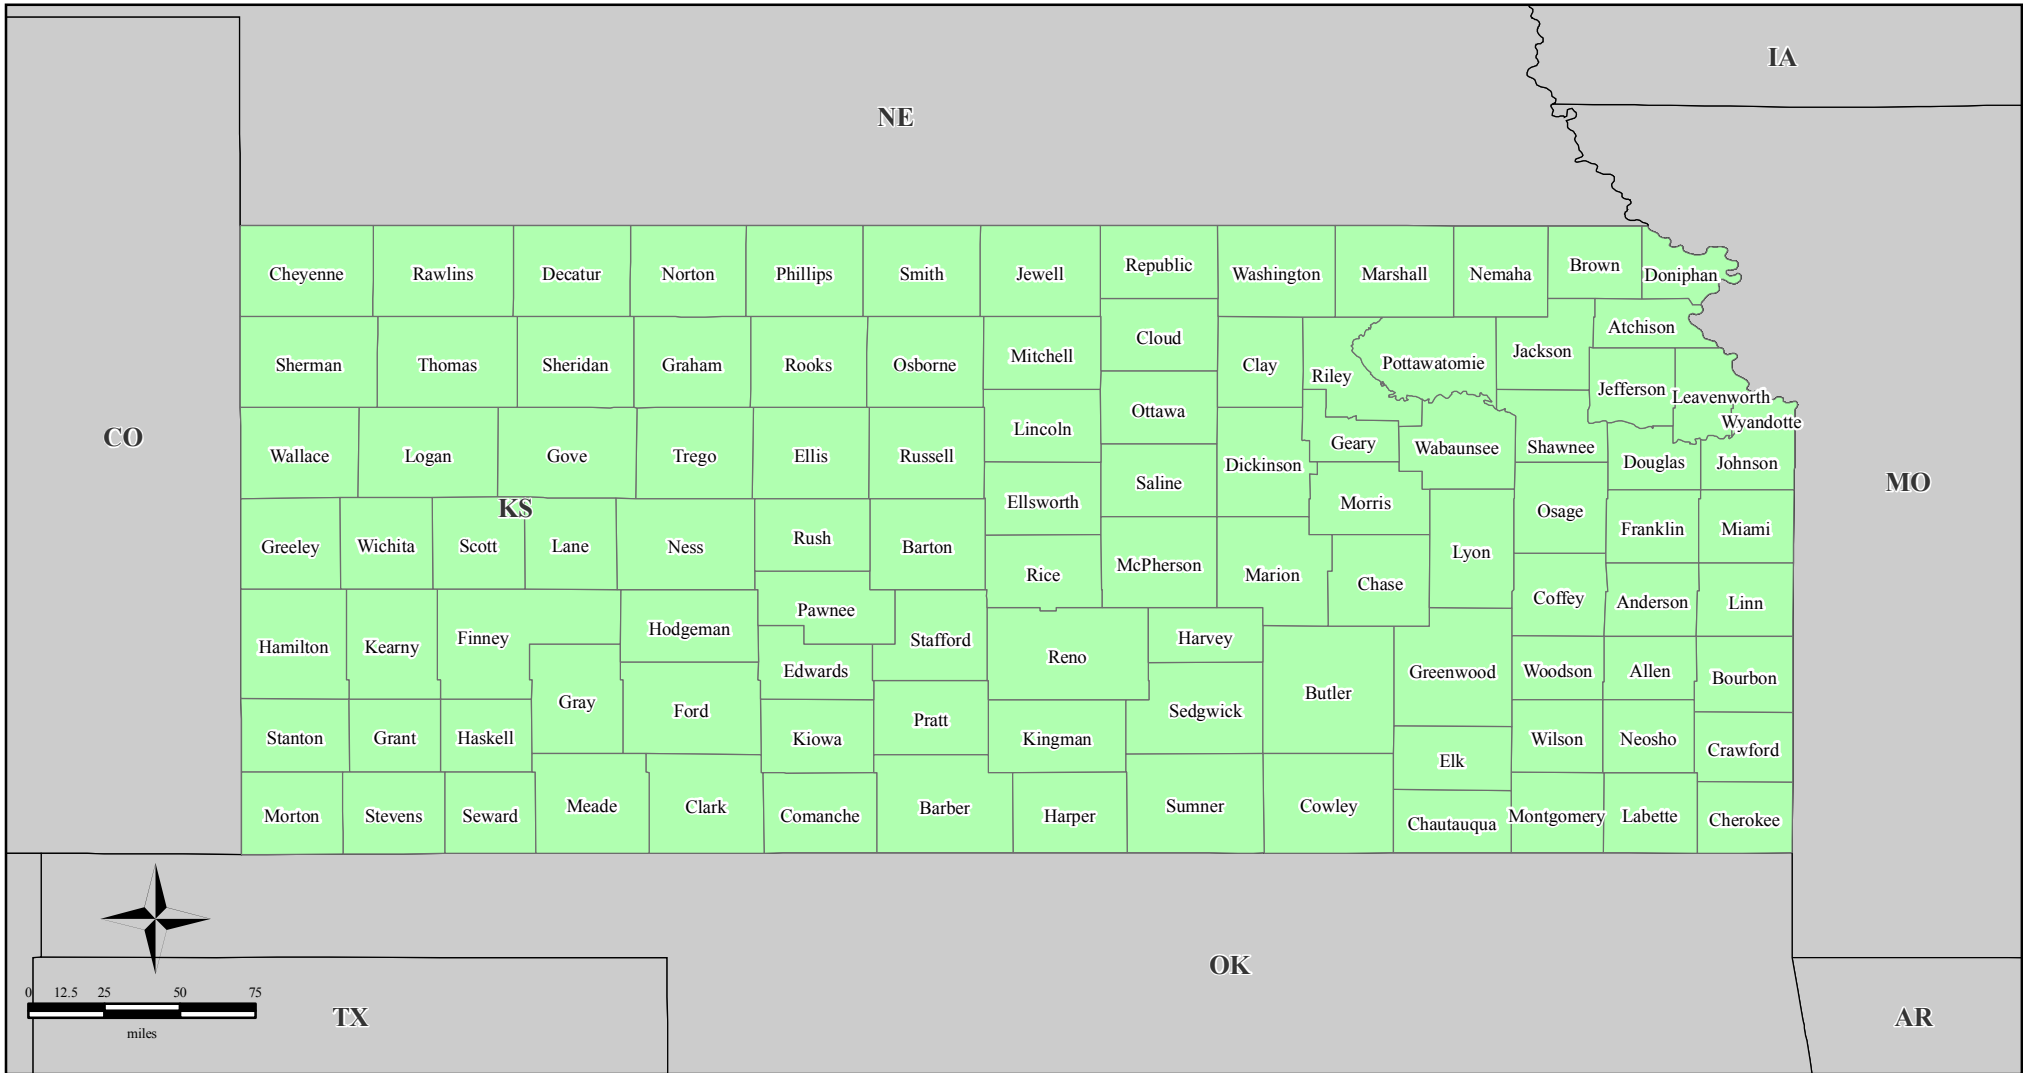 IA
NE
Cheyenne Rawlins Decatur Norton Phillips Smith Jewell Republic Washington Marshall Nemaha Brown Doniphan
Sherman Thomas Sheridan Graham Rooks Osborne Mitchell Cloud Clay Riley Pottawatomie Jackson Atchison
Jefferson Leavenworth
Wyandotte
CO
Wallace Logan Gove Trego Ellis Russell Lincoln Ottawa Dickinson Geary Wabaunsee Shawnee Douglas Johnson
MO
KS
Ellsworth Saline Morris Osage Franklin Miami
Greeley Wichita Scott Lane Ness Rush Barton Rice McPherson Marion Chase Lyon Coffey Anderson Linn
Hamilton Kearny Finney Hodgeman Pawnee Stafford Reno Harvey
Edwards Butler Greenwood Woodson Allen Bourbon
Gray Ford Pratt Sedgwick
Stanton Grant Haskell Kiowa Kingman Elk Wilson Neosho Crawford
Morton Stevens Seward Meade Clark Comanche Barber Harper Sumner Cowley Chautauqua Montgomery Labette Cherokee
OK
0 12.5 25 50 75
miles
TX
AR